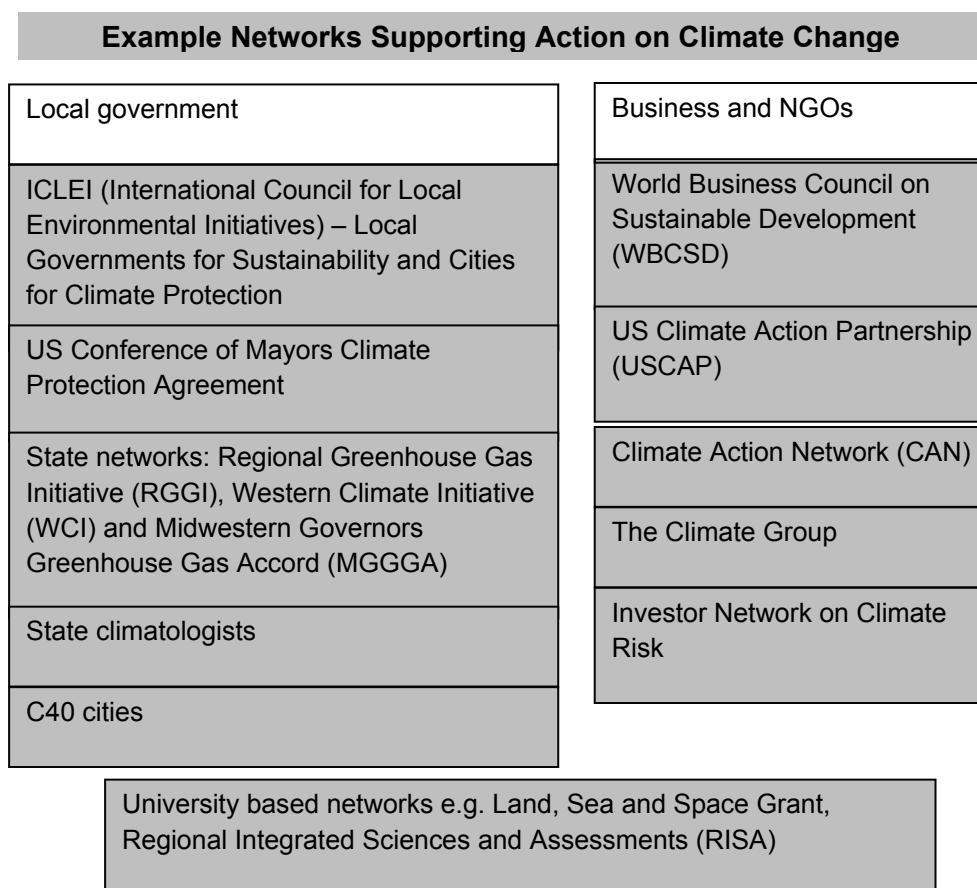 Example Networks Supporting Action on Climate Change
Local government
ICLEI (International Council for Local
Environmental Initiatives) – Local
Governments for Sustainability and Cities
for Climate Protection
US Conference of Mayors Climate
Protection Agreement
State networks: Regional Greenhouse Gas
Initiative (RGGI), Western Climate Initiative
(WCI) and Midwestern Governors
Greenhouse Gas Accord (MGGGA)
State climatologists
C40 cities
Business and NGOs
World Business Council on
Sustainable Development
(WBCSD)
US Climate Action Partnership
(USCAP)
Climate Action Network (CAN)
The Climate Group
Investor Network on Climate
Risk
University based networks e.g. Land, Sea and Space Grant,
Regional Integrated Sciences and Assessments (RISA)